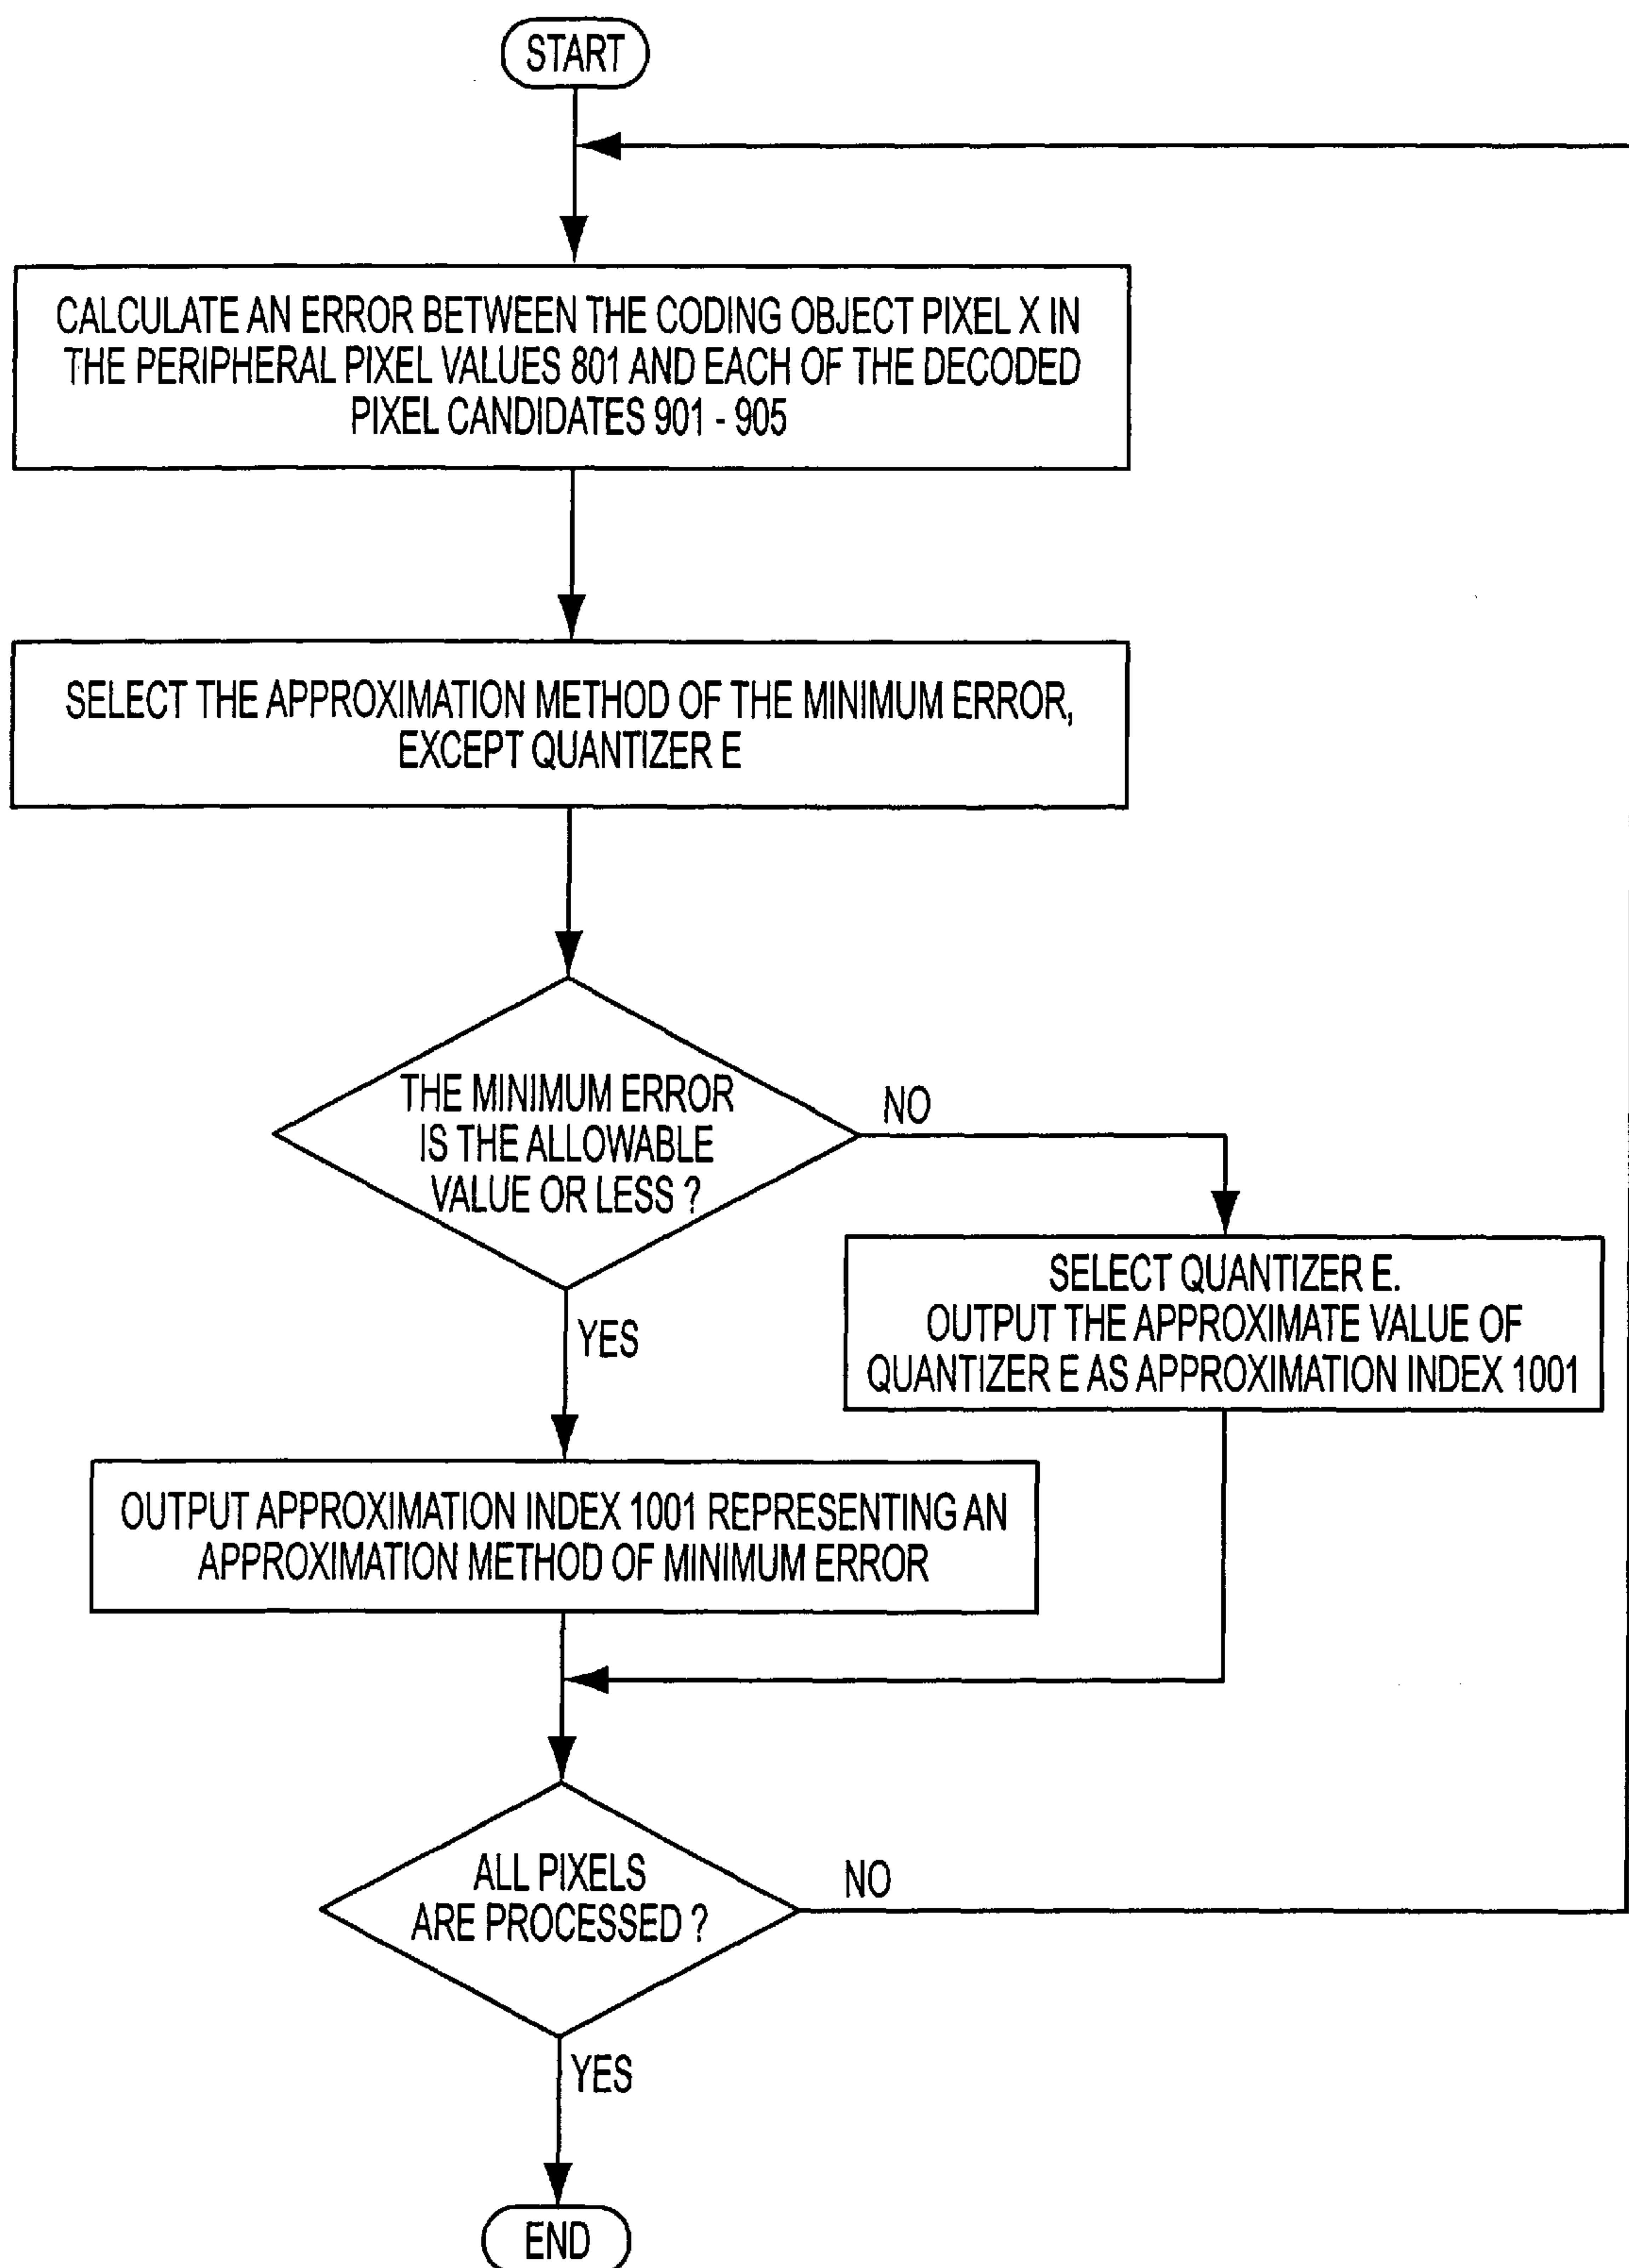 START
CALCULATE AN ERROR BETWEEN THE CODING OBJECT PIXEL X IN
THE PERIPHERAL PIXEL VALUES 801 AND EACH OF THE DECODED
PIXEL CANDIDATES 901 - 905
SELECT THE APPROXIMATION METHOD OF THE MINIMUM ERROR,
EXCEPT QUANTIZER E
THE MINIMUM ERROR
IS THE ALLOWABLE
VALUE OR LESS ?
NO
SELECT QUANTIZER E.
OUTPUT THE APPROXIMATE VALUE OF
QUANTIZER E AS APPROXIMATION INDEX 1001
YES
OUTPUT APPROXIMATION INDEX 1001 REPRESENTING AN
APPROXIMATION METHOD OF MINIMUM ERROR
ALL PIXELS
ARE PROCESSED ?
NO
YES
END